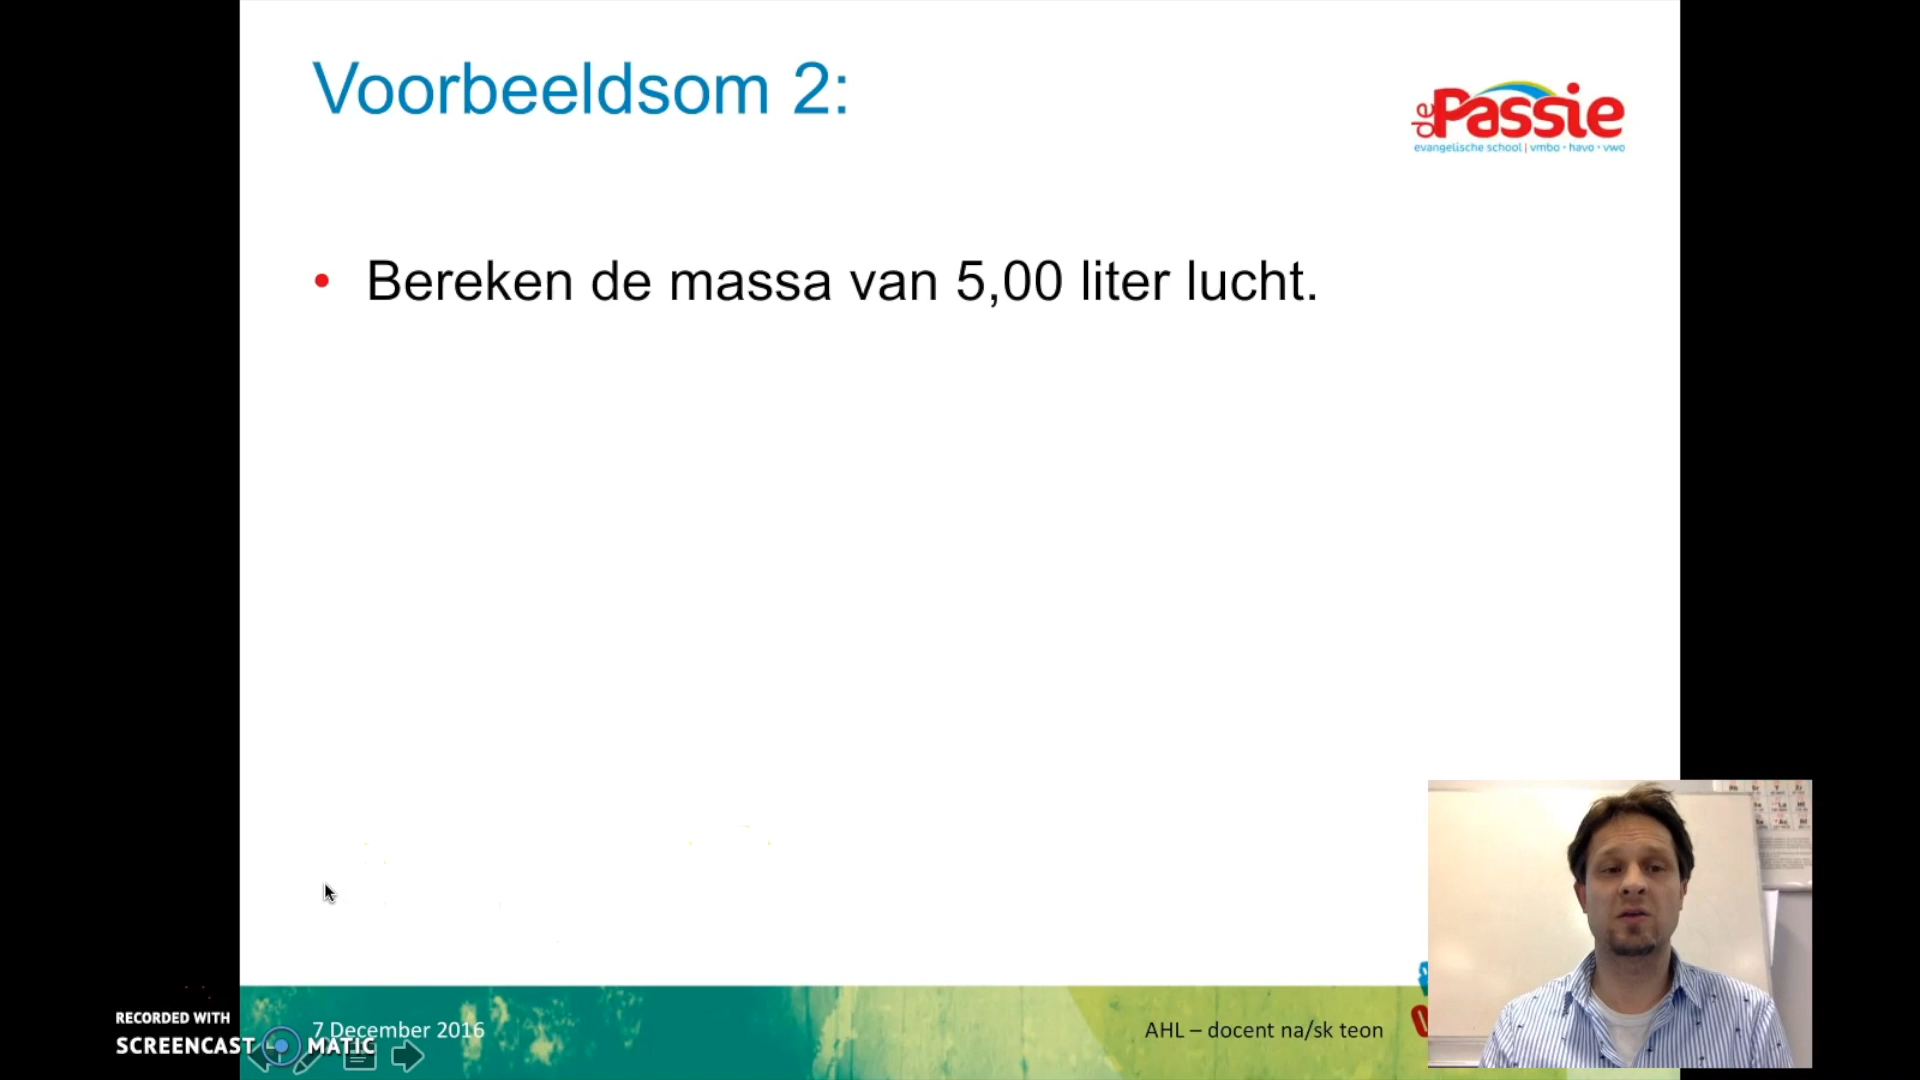 Voorbeeldsom 2:
de Passie
evangelische school | vmbo • havo • vwo
• Bereken de massa van 5,00 liter lucht.
7 December 2016
AHL – docent na/sk teon
RECORDED WITH
SCREENCAST MATIC